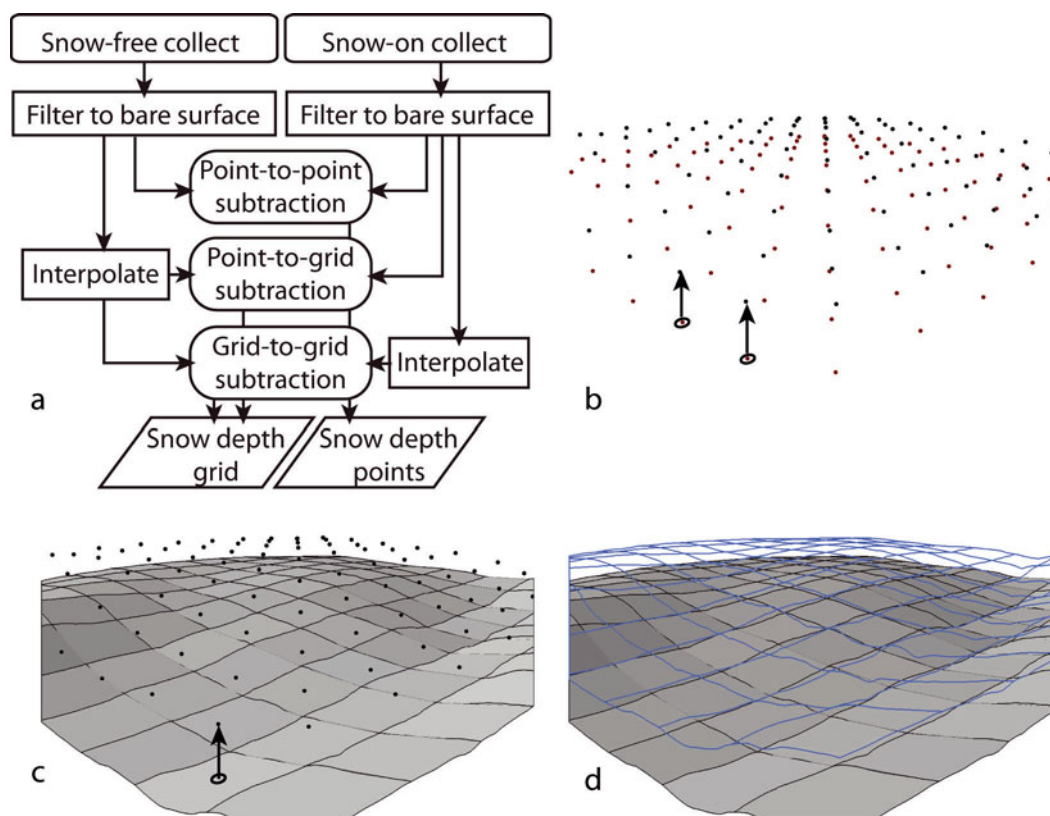 Snow-free collect
Snow-on collect
Filter to bare surface
Filter to bare surface
Point-to-point
subtraction
Interpolate
Point-to-grid
subtraction
Grid-to-grid
subtraction
Interpolate
Snow depth
grid
Snow depth
points
a
b
c
d